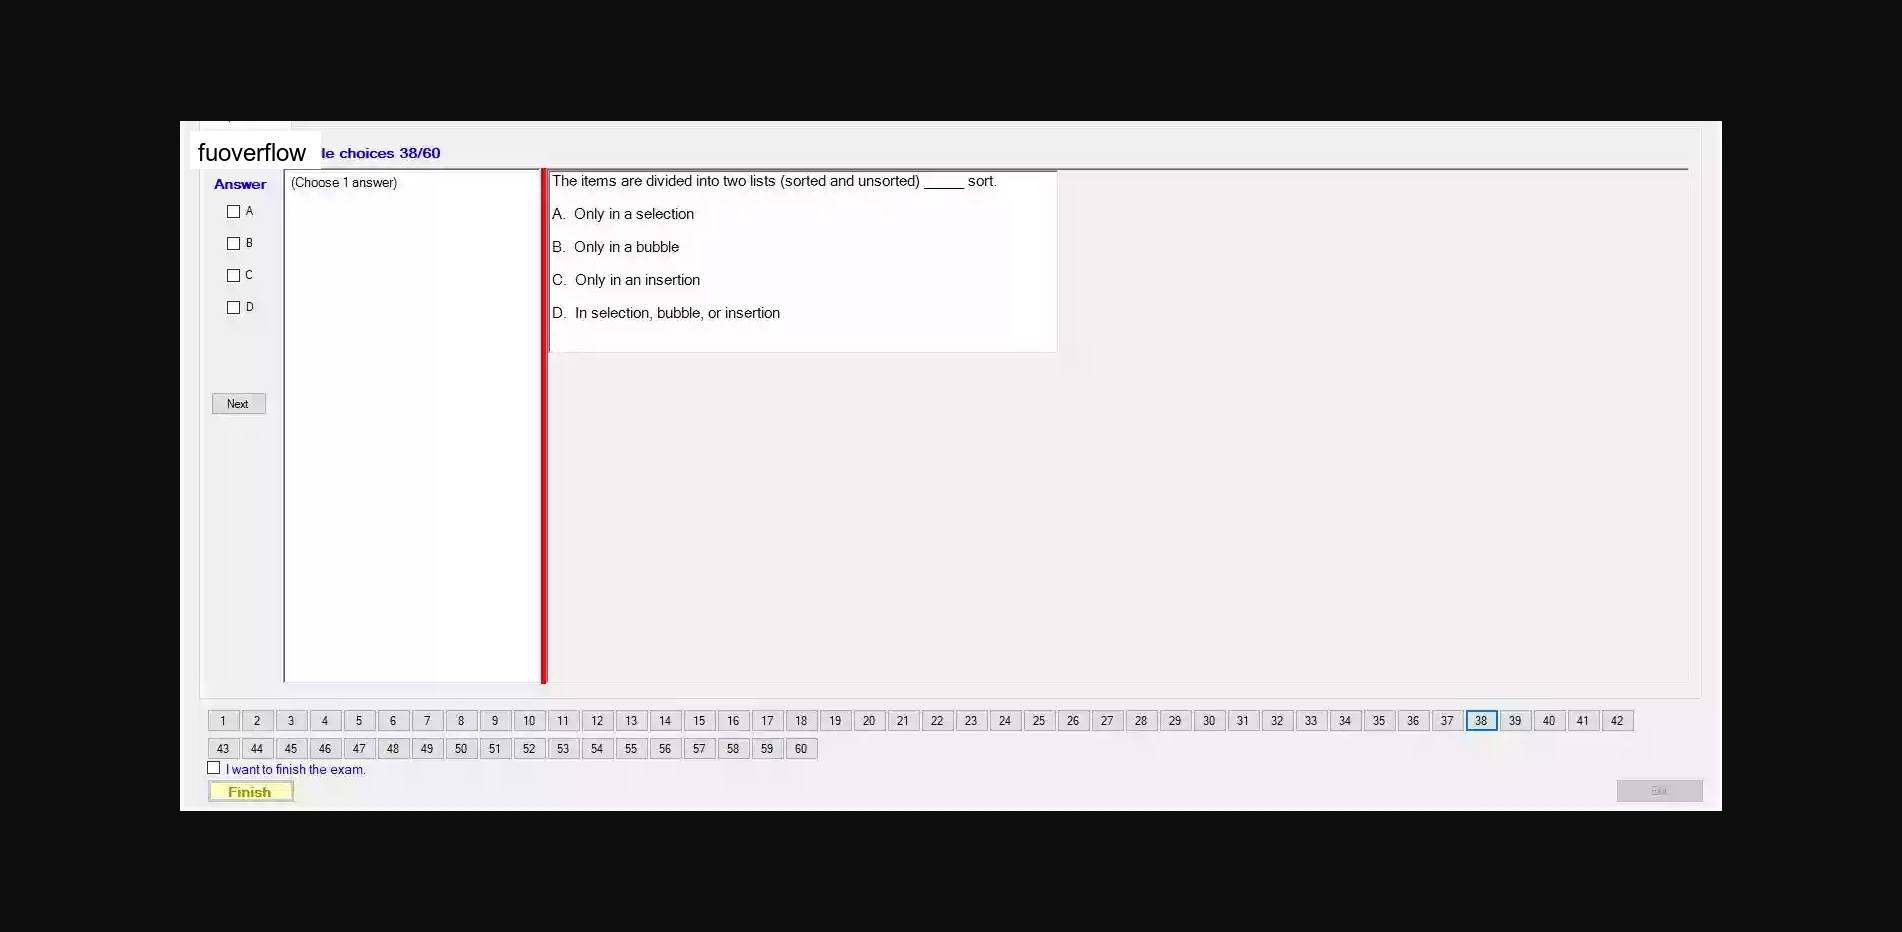 fuoverflow
le choices 38/60
Answer
(Choose 1 answer)
A
B
C
D
Next
The items are divided into two lists (sorted and unsorted) _____ sort.
A. Only in a selection
B. Only in a bubble
C. Only in an insertion
D. In selection, bubble, or insertion
1 2 3 4 5 6 7 8 9 10 11 12 13 14 15 16 17 18 19 20 21 22 23 24 25 26 27 28 29 30 31 32 33 34 35 36 37 38 39 40 41 42
43 44 45 46 47 48 49 50 51 52 53 54 55 56 57 58 59 60
I want to finish the exam.
Finish
Exit